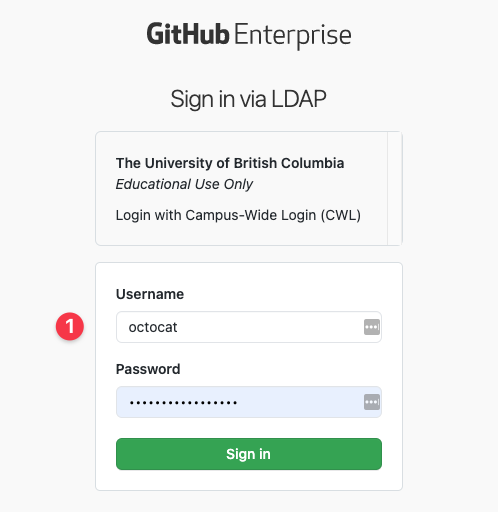 GitHub Enterprise
Sign in via LDAP
The University of British Columbia
Educational Use Only
Login with Campus-Wide Login (CWL)
Username
1
octocat
Password
•••••••••••••••••
Sign in